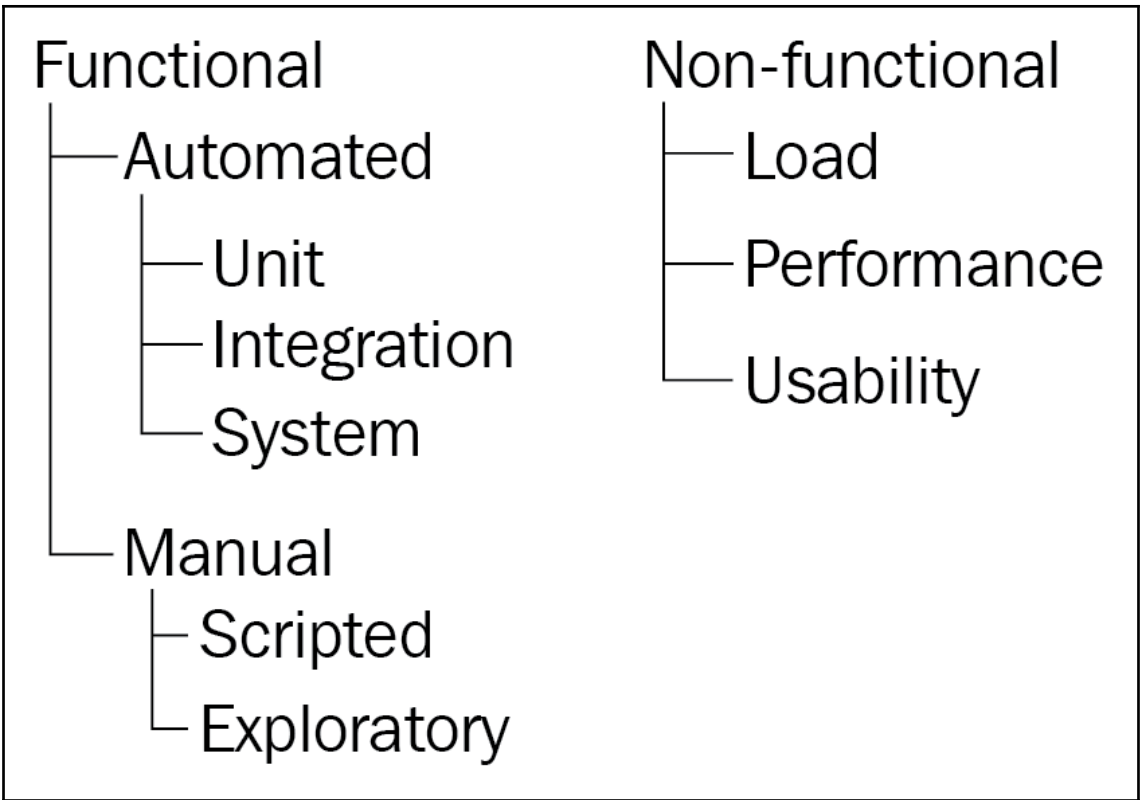 Functional
Automated
Unit
Integration
System
Manual
Scripted
Exploratory
Non-functional
Load
Performance
Usability